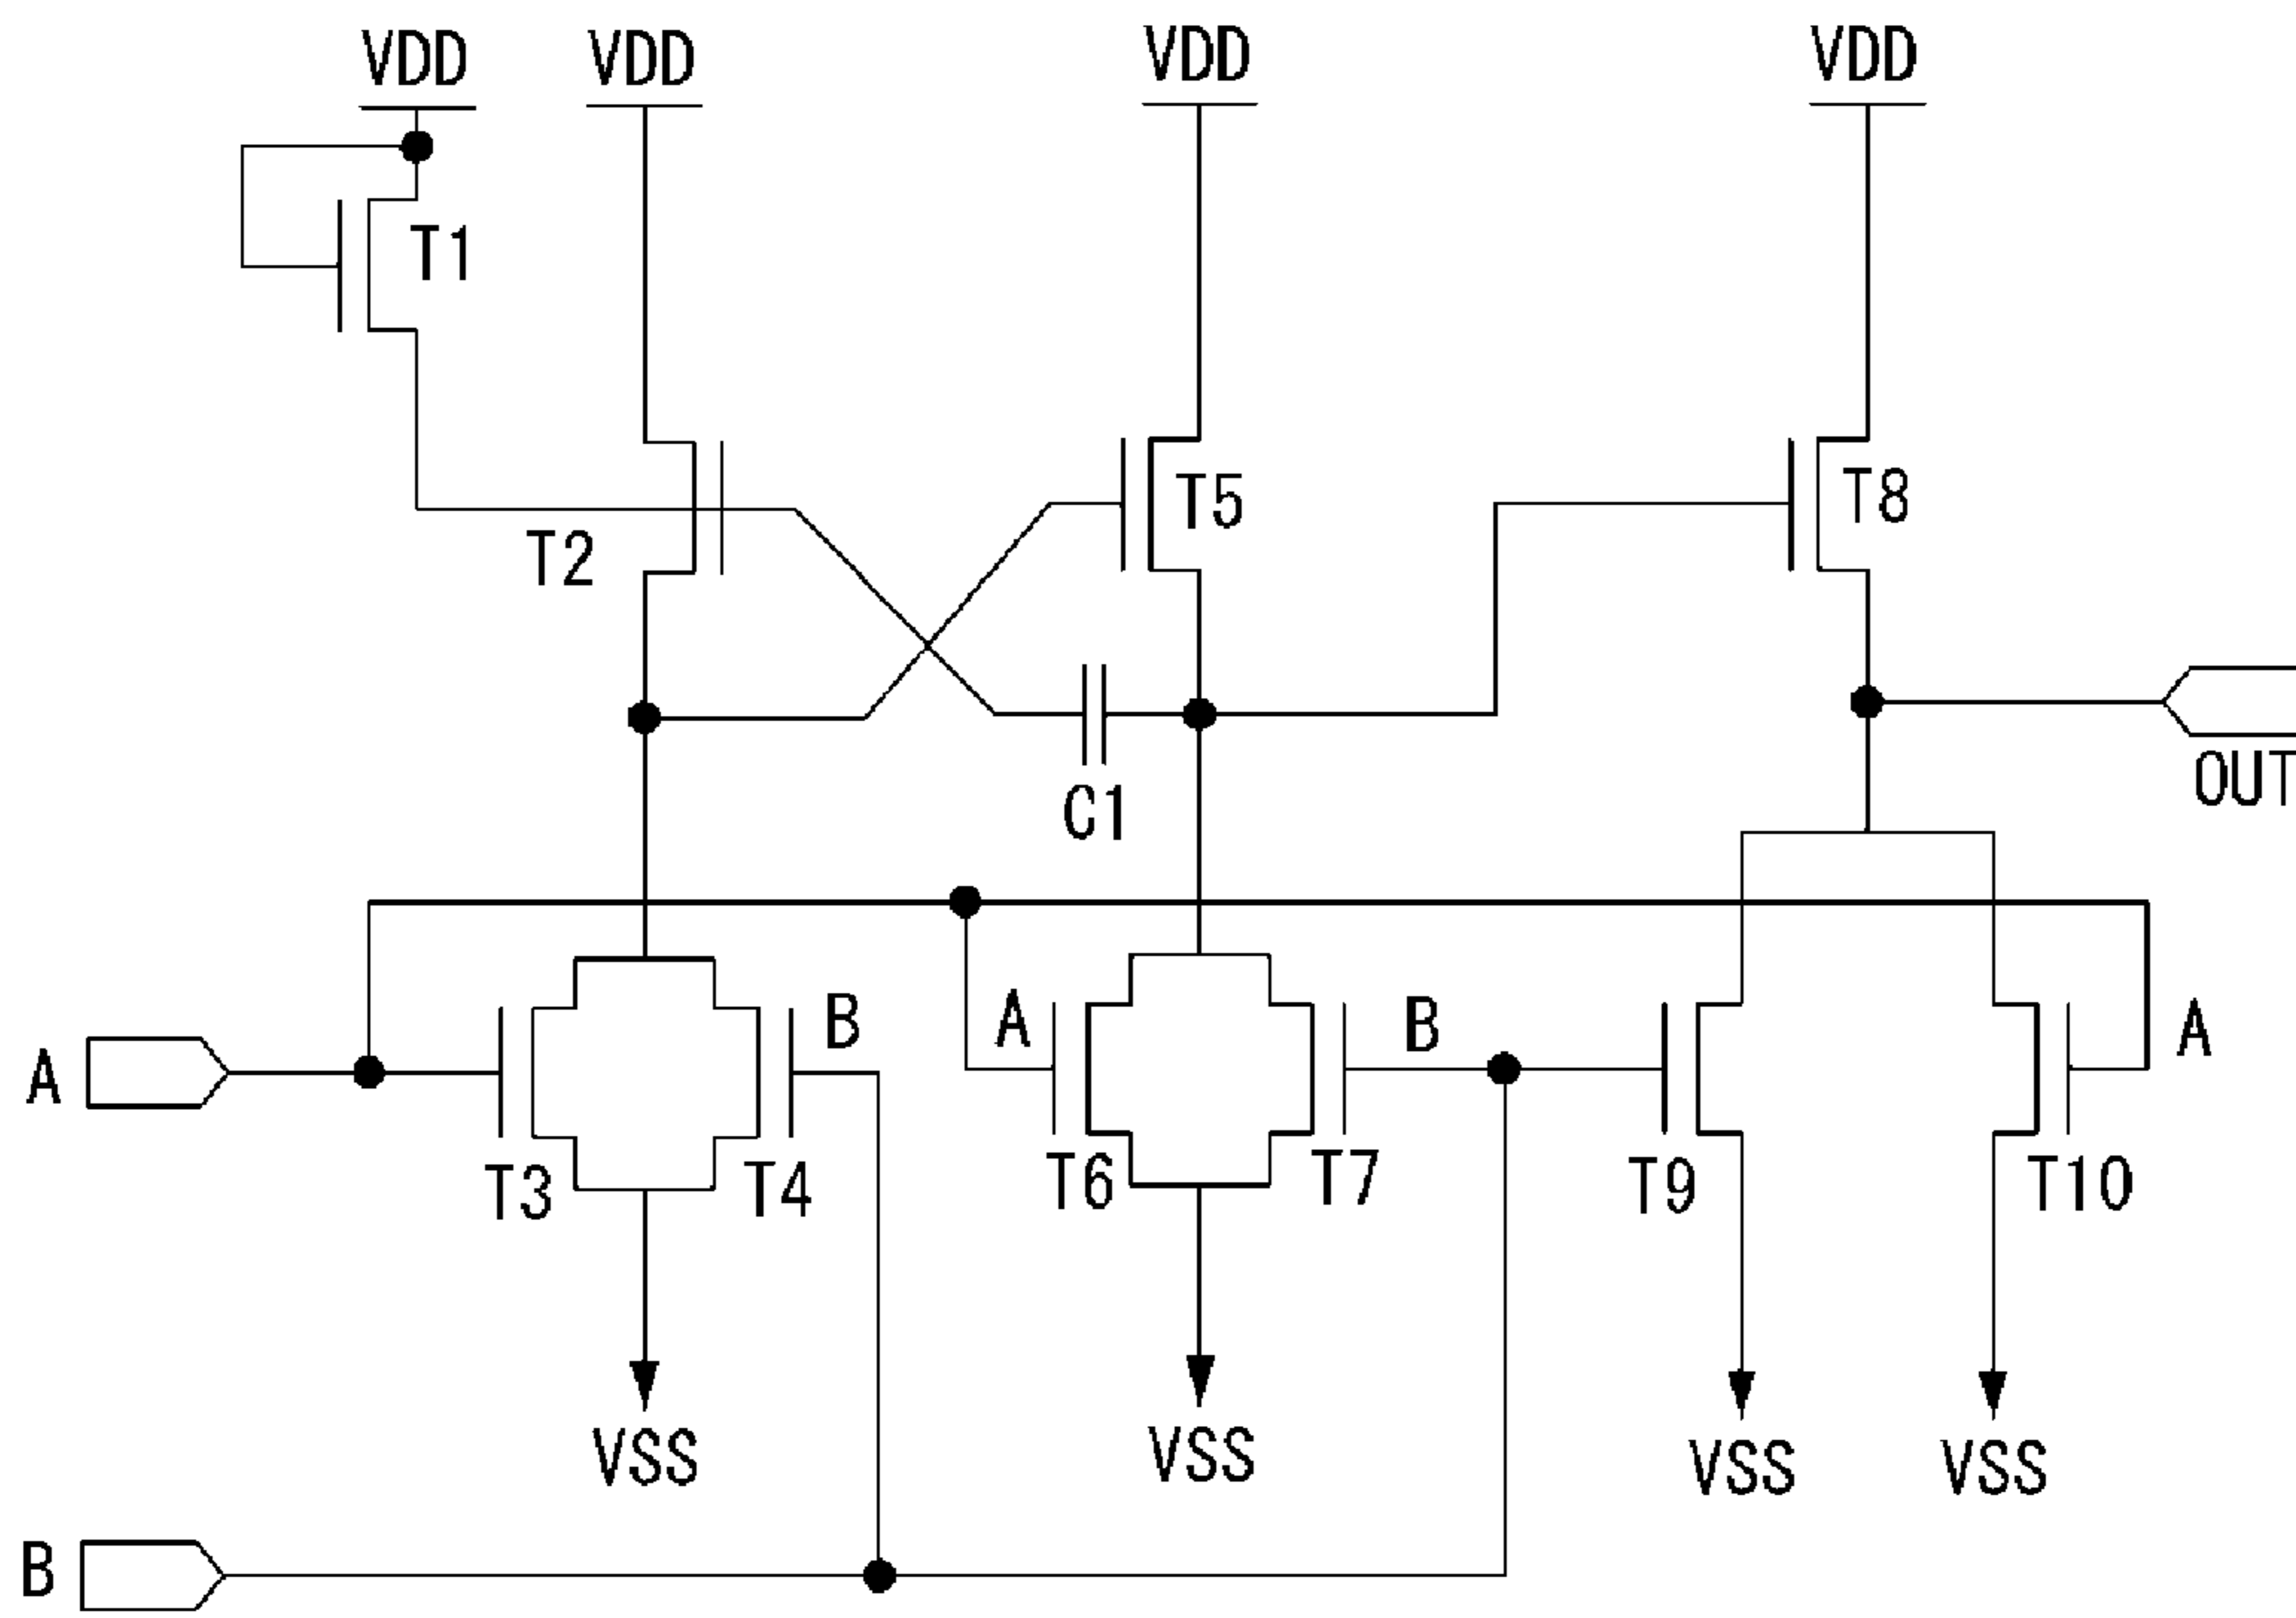 VDD VDD VDD VDD
T1
T5 T8
T2
OUT
C1
A B A B A
T3 T4 T6 T7 T9 T10
VSS VSS VSS VSS
B